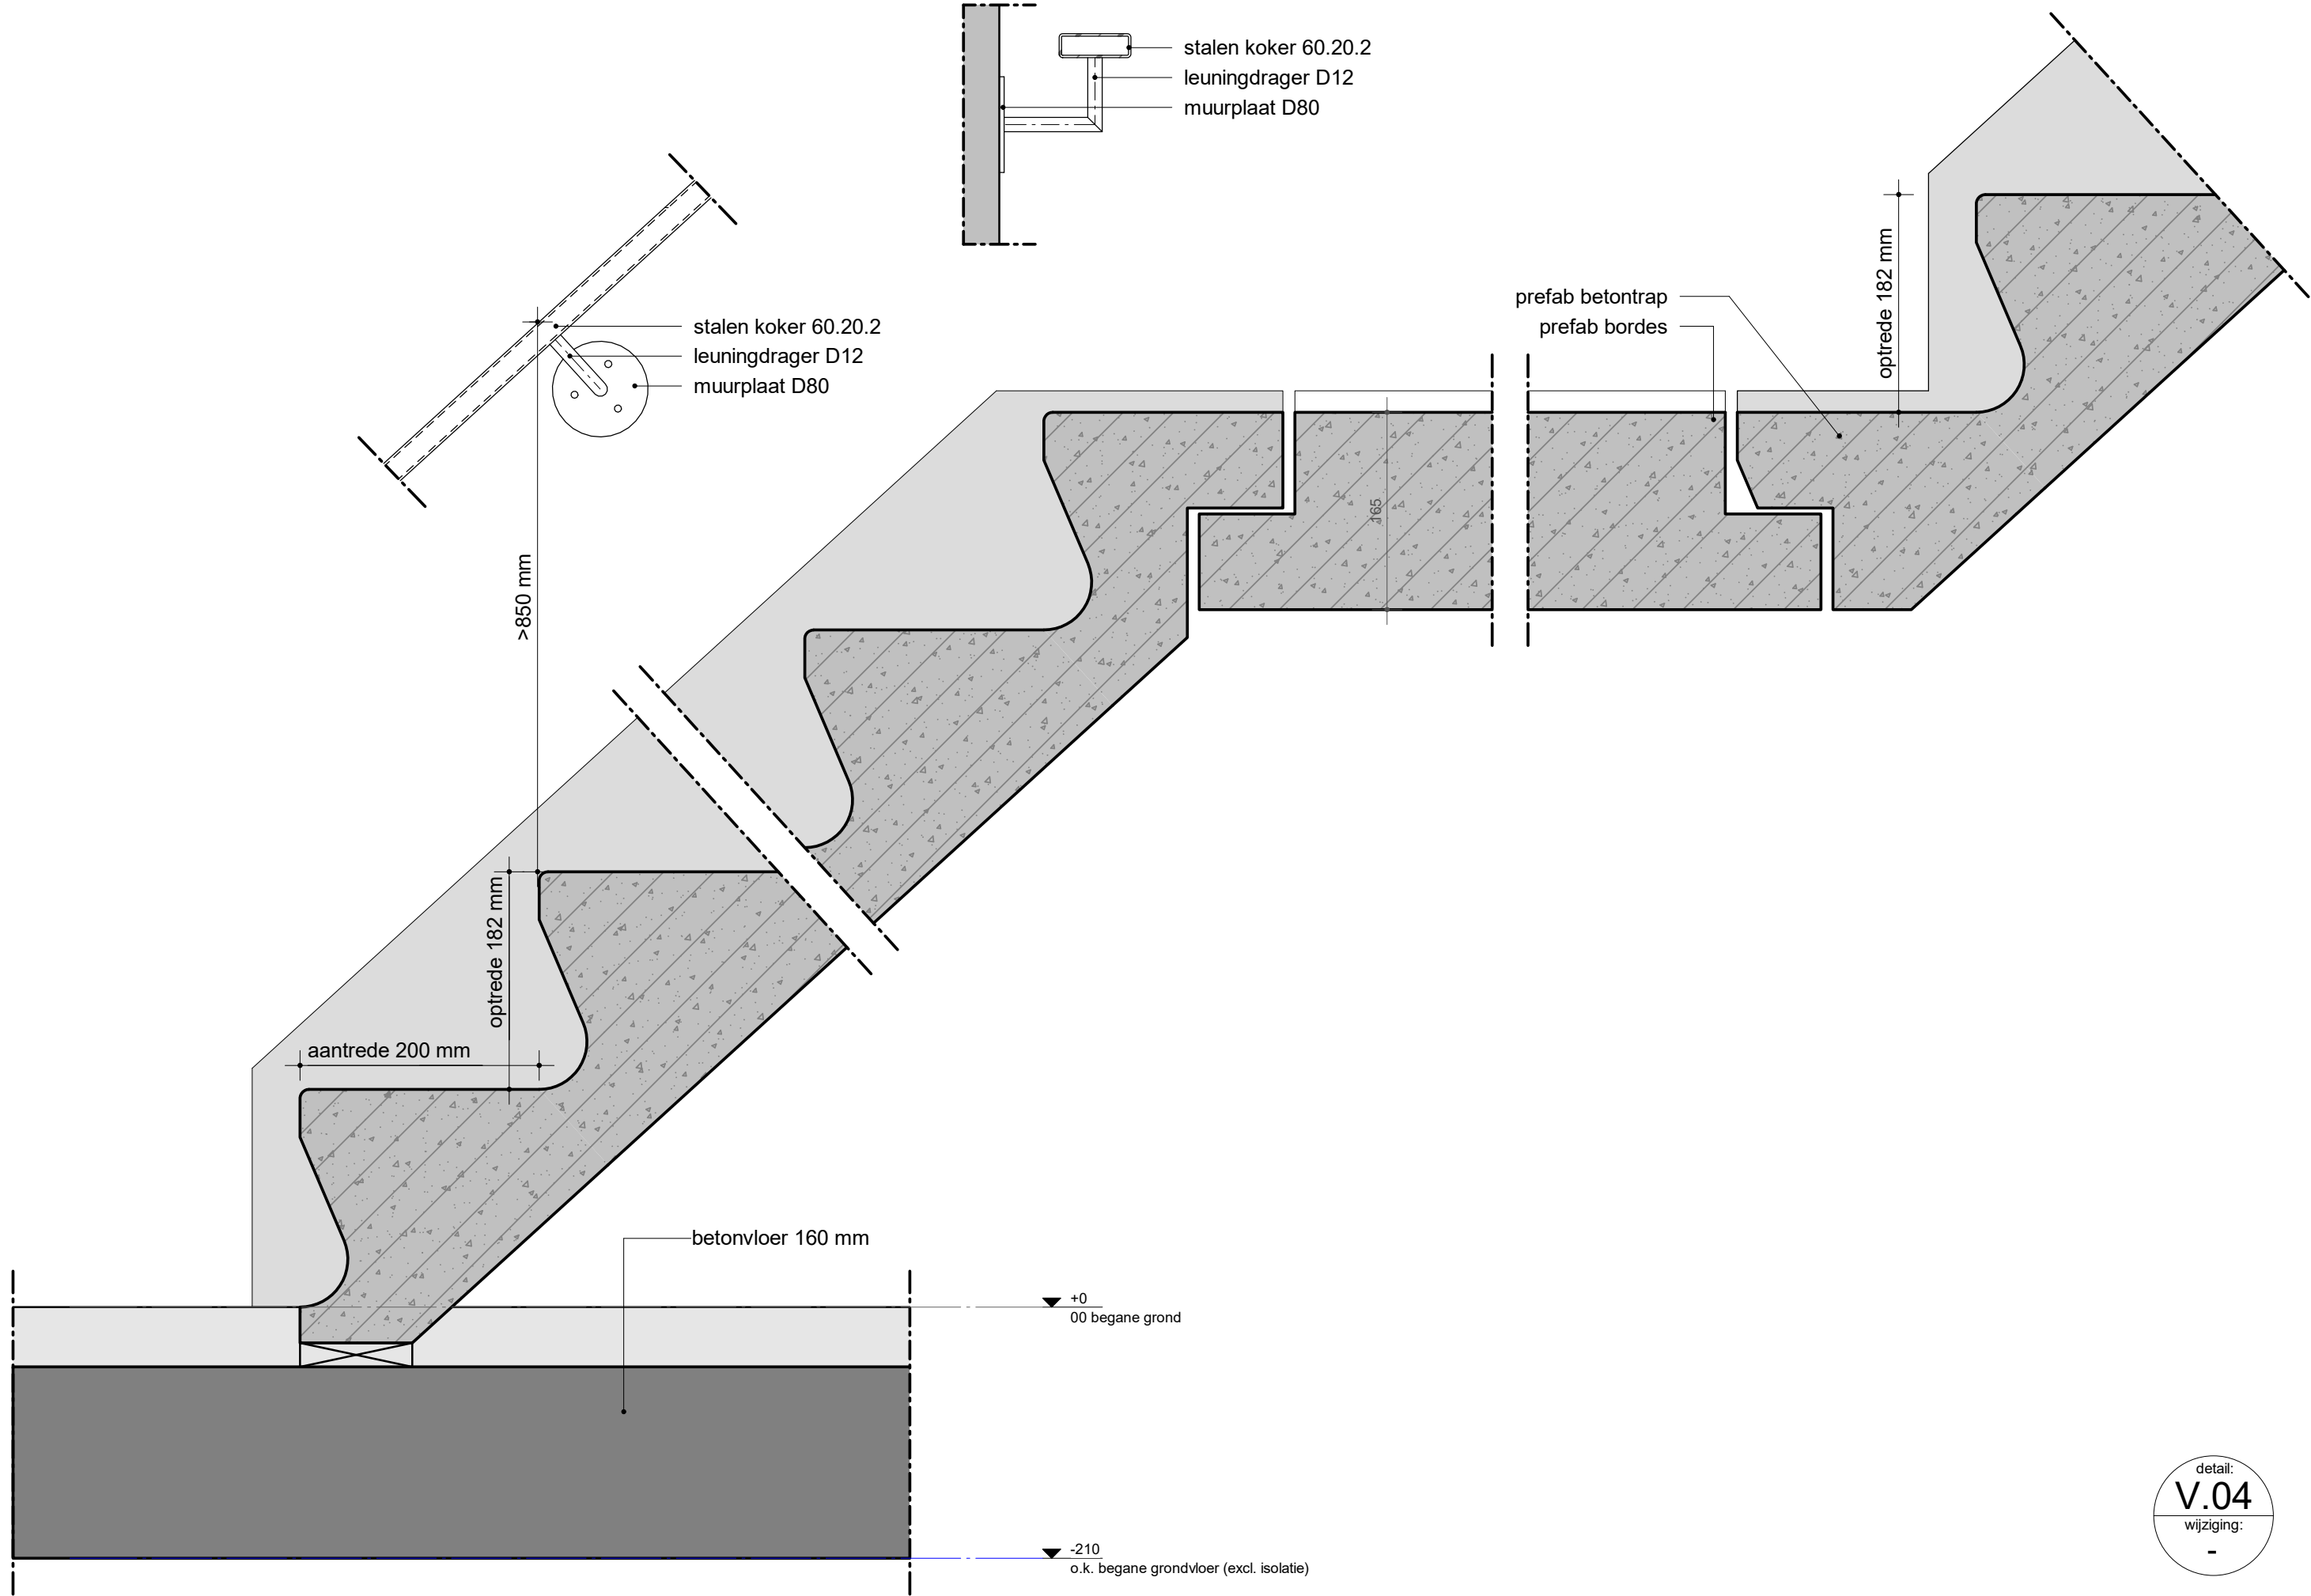 stalen koker 60.20.2
leuningdrager D12
muurplaat D80
stalen koker 60.20.2
leuningdrager D12
muurplaat D80
prefab betontrap
prefab bordes
optrede 182 mm
165
>850 mm
optrede 182 mm
aantrede 200 mm
betonvloer 160 mm
+0
00 begane grond
-210
o.k. begane grondvloer (excl. isolatie)
detail:
V.04
wijziging:
-